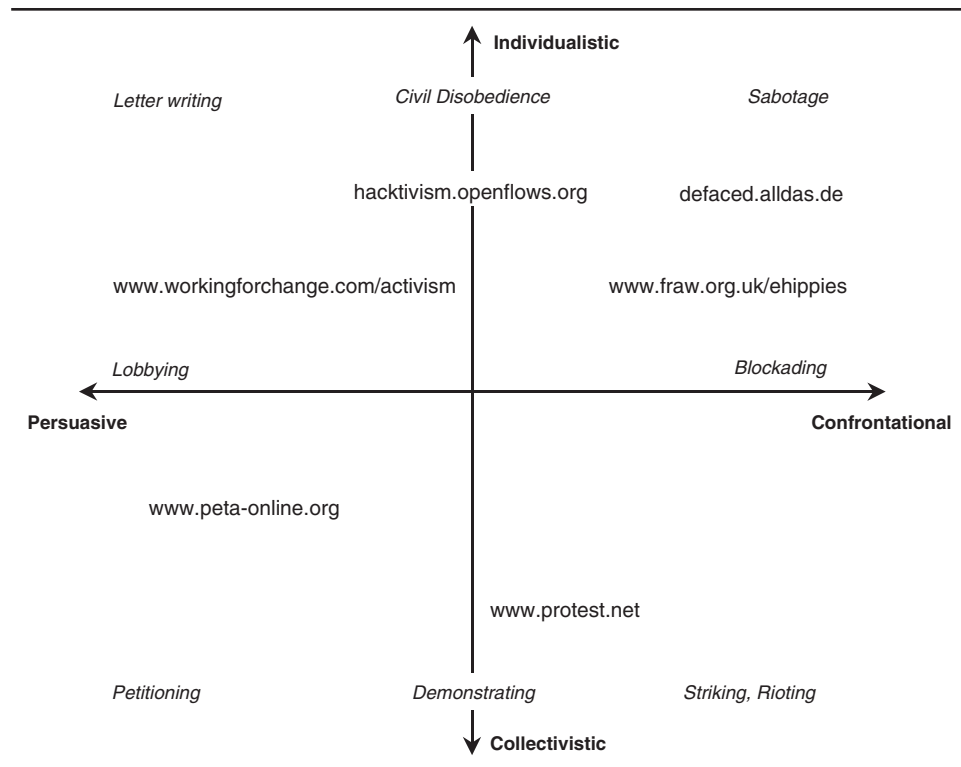 Individualistic
Letter writing
Civil Disobedience
Sabotage
hacktivism.openflows.org
defaced.alldas.de
www.workingforchange.com/activism
www.fraw.org.uk/ehippies
Lobbying
Blockading
Persuasive
Confrontational
www.peta-online.org
www.protest.net
Petitioning
Demonstrating
Striking, Rioting
Collectivistic